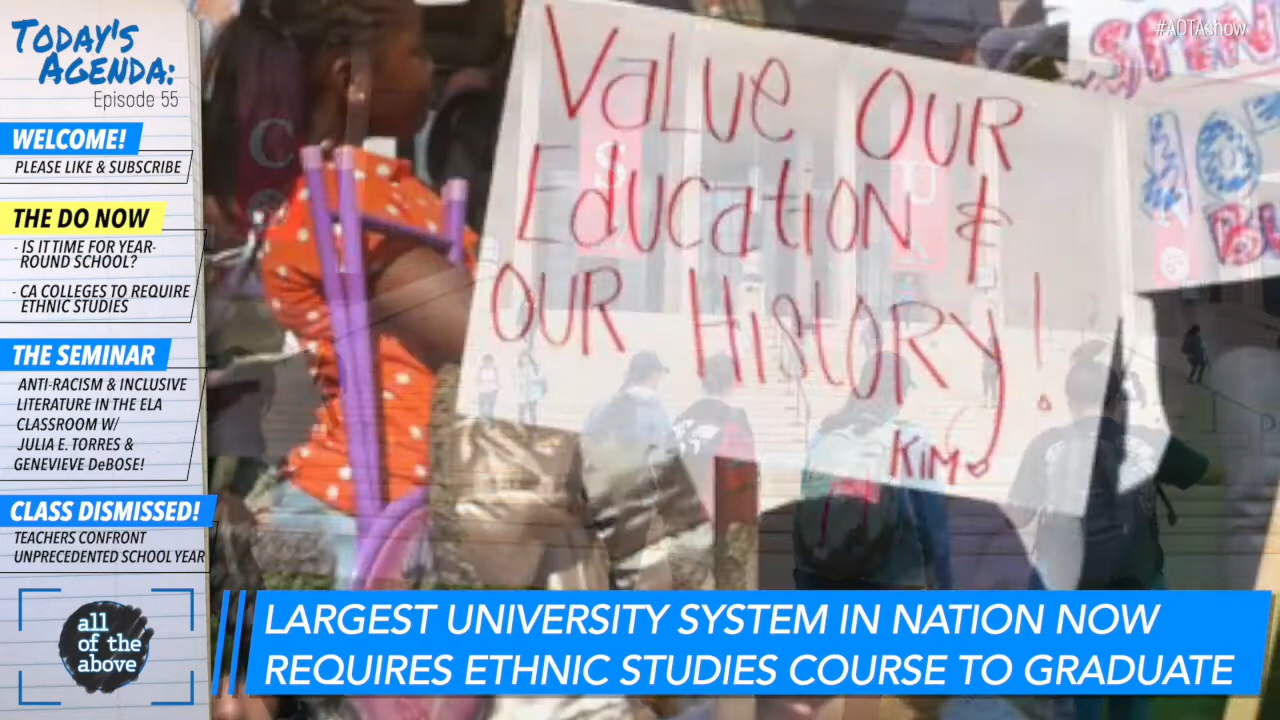 TODAY'S
AGENDA:
Episode 55
WELCOME!
PLEASE LIKE & SUBSCRIBE
THE DO NOW
- IS IT TIME FOR YEAR-
ROUND SCHOOL?
- CA COLLEGES TO REQUIRE
ETHNIC STUDIES
THE SEMINAR
ANTI-RACISM & INCLUSIVE
LITERATURE IN THE ELA
CLASSROOM W/
JULIA E. TORRES &
GENEVIEVE DeBOSE!
CLASS DISMISSED!
TEACHERS CONFRONT
UNPRECEDENTED SCHOOL YEAR
all
of the
above
#AOTAshow
VaLUe OUR
EdUcatiON &
OUR HistORy!
KiM
LARGEST UNIVERSITY SYSTEM IN NATION NOW
REQUIRES ETHNIC STUDIES COURSE TO GRADUATE